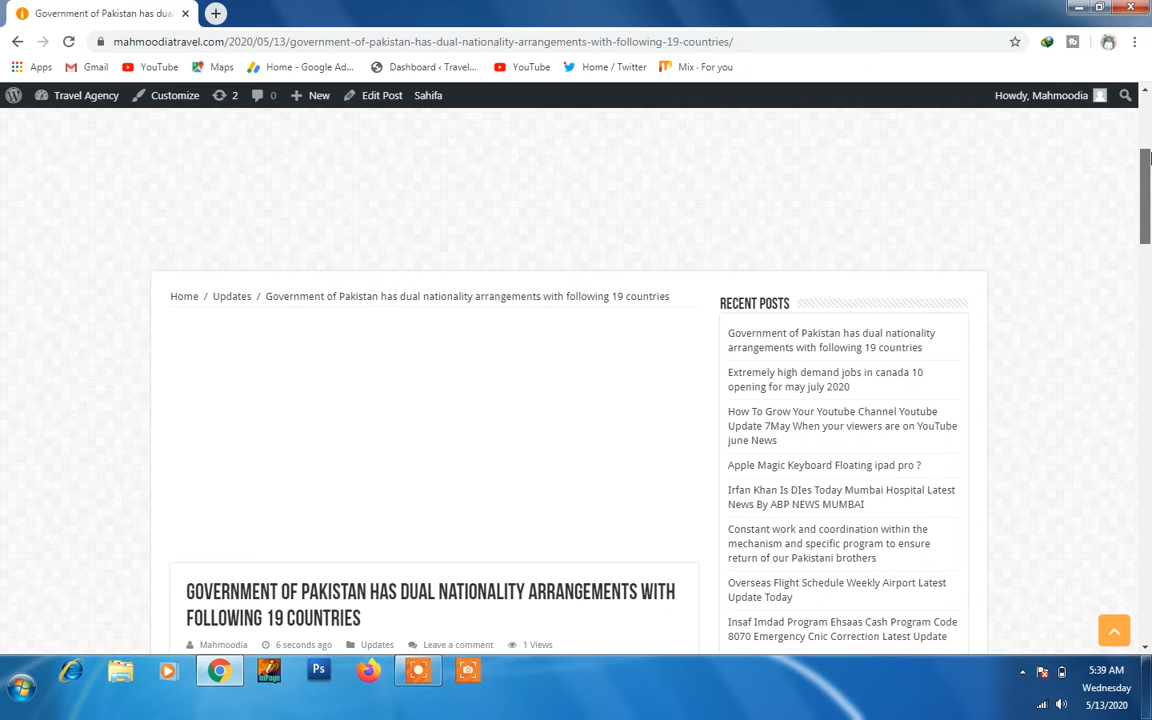 Government of Pakistan has dua
mahmoodiatravel.com/2020/05/13/government-of-pakistan-has-dual-nationality-arrangements-with-following-19-countries/
Apps Gmail YouTube Maps Home - Google Ad... Dashboard ‹ Travel... YouTube Home / Twitter Mix · For you
Travel Agency Customize 2 0 New Edit Post Sahifa Howdy, Mahmoodia
Home / Updates / Government of Pakistan has dual nationality arrangements with following 19 countries
RECENT POSTS
Government of Pakistan has dual nationality
arrangements with following 19 countries
Extremely high demand jobs in canada 10
opening for may july 2020
How To Grow Your Youtube Channel Youtube
Update 7May When your viewers are on YouTube
june News
Apple Magic Keyboard Floating ipad pro ?
Irfan Khan Is DIes Today Mumbai Hospital Latest
News By ABP NEWS MUMBAI
Constant work and coordination within the
mechanism and specific program to ensure
return of our Pakistani brothers
Overseas Flight Schedule Weekly Airport Latest
Update Today
Insaf Imdad Program Ehsaas Cash Program Code
8070 Emergency Cnic Correction Latest Update
GOVERNMENT OF PAKISTAN HAS DUAL NATIONALITY ARRANGEMENTS WITH
FOLLOWING 19 COUNTRIES
Mahmoodia 6 seconds ago Updates Leave a comment 1 Views
InPage
Ps
5:39 AM
Wednesday
5/13/2020